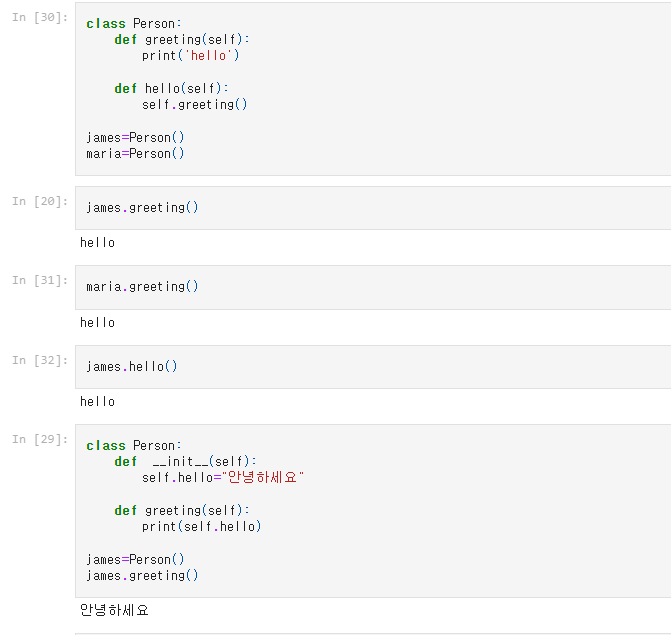 In [30]:
class Person:
    def greeting(self):
        print('hello')

    def hello(self):
        self.greeting()

james=Person()
maria=Person()
In [20]:
james.greeting()
hello
In [31]:
maria.greeting()
hello
In [32]:
james.hello()
hello
In [29]:
class Person:
    def  __init__(self):
        self.hello="안녕하세요"

    def greeting(self):
        print(self.hello)

james=Person()
james.greeting()
안녕하세요